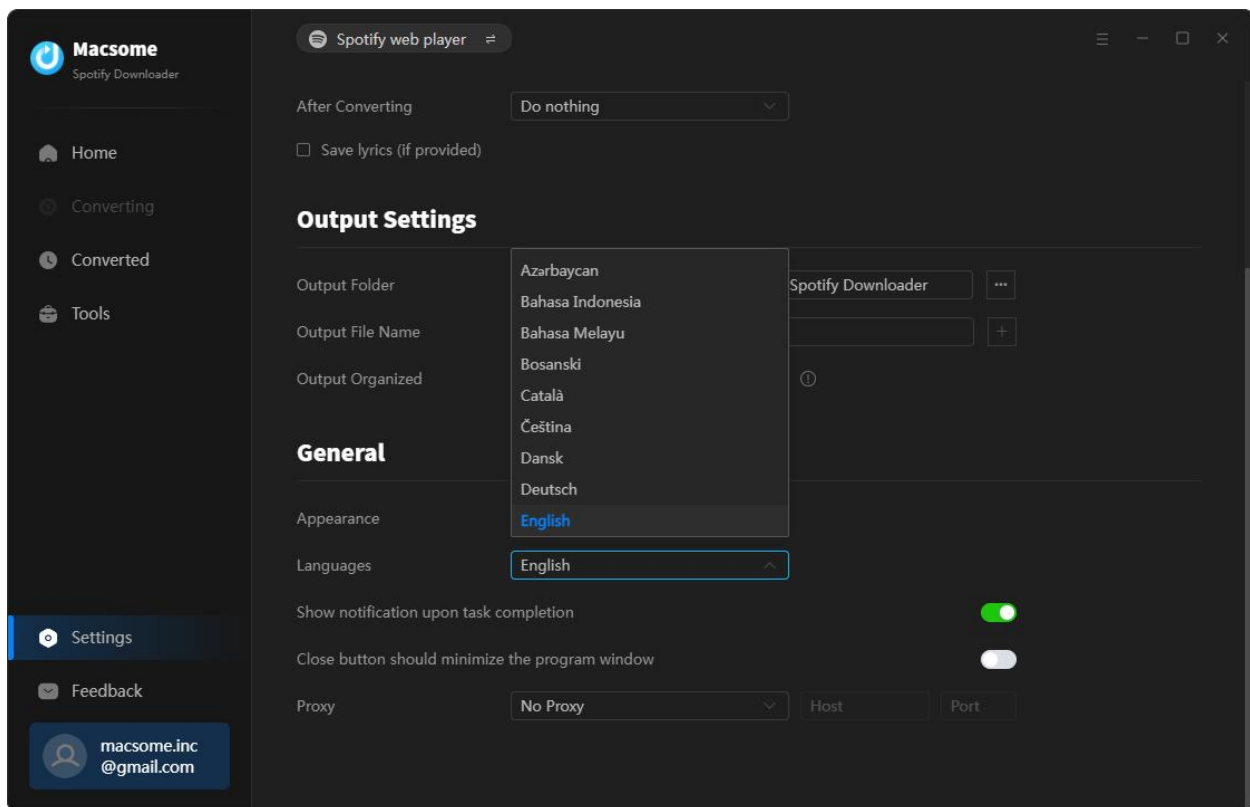 Macsome
Spotify Downloader
Home
Converting
Converted
Tools
Settings
Feedback
macsome.inc
@gmail.com
Spotify web player
After Converting
Do nothing
Save lyrics (if provided)
Output Settings
Output Folder
Spotify Downloader
...
Output File Name
+
Output Organized
Azərbaycan
Bahasa Indonesia
Bahasa Melayu
Bosanski
Català
Čeština
Dansk
Deutsch
English
General
Appearance
Languages
English
Show notification upon task completion
Close button should minimize the program window
Proxy
No Proxy
Host
Port